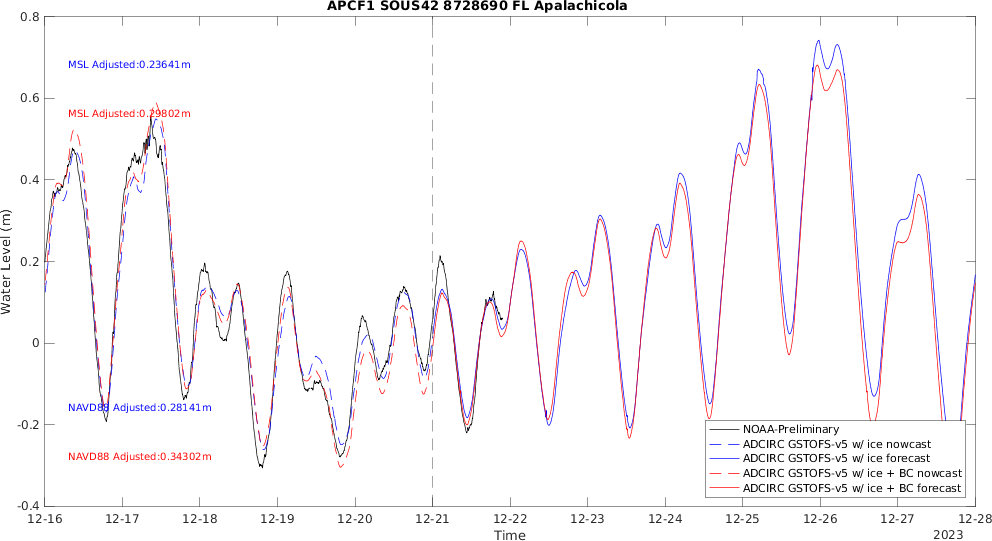 APCF1 SOUS42 8728690 FL Apalachicola
0.8
0.6
0.4
0.2
0
-0.2
-0.4
Water Level (m)
MSL Adjusted:0.23641m
MSL Adjusted:0.29802m
NAVD88 Adjusted:0.28141m
NAVD88 Adjusted:0.34302m
NOAA-Preliminary
ADCIRC GSTOFS-v5 w/ ice nowcast
ADCIRC GSTOFS-v5 w/ ice forecast
ADCIRC GSTOFS-v5 w/ ice + BC nowcast
ADCIRC GSTOFS-v5 w/ ice + BC forecast
12-16 12-17 12-18 12-19 12-20 12-21 12-22 12-23 12-24 12-25 12-26 12-27 12-28
Time
2023